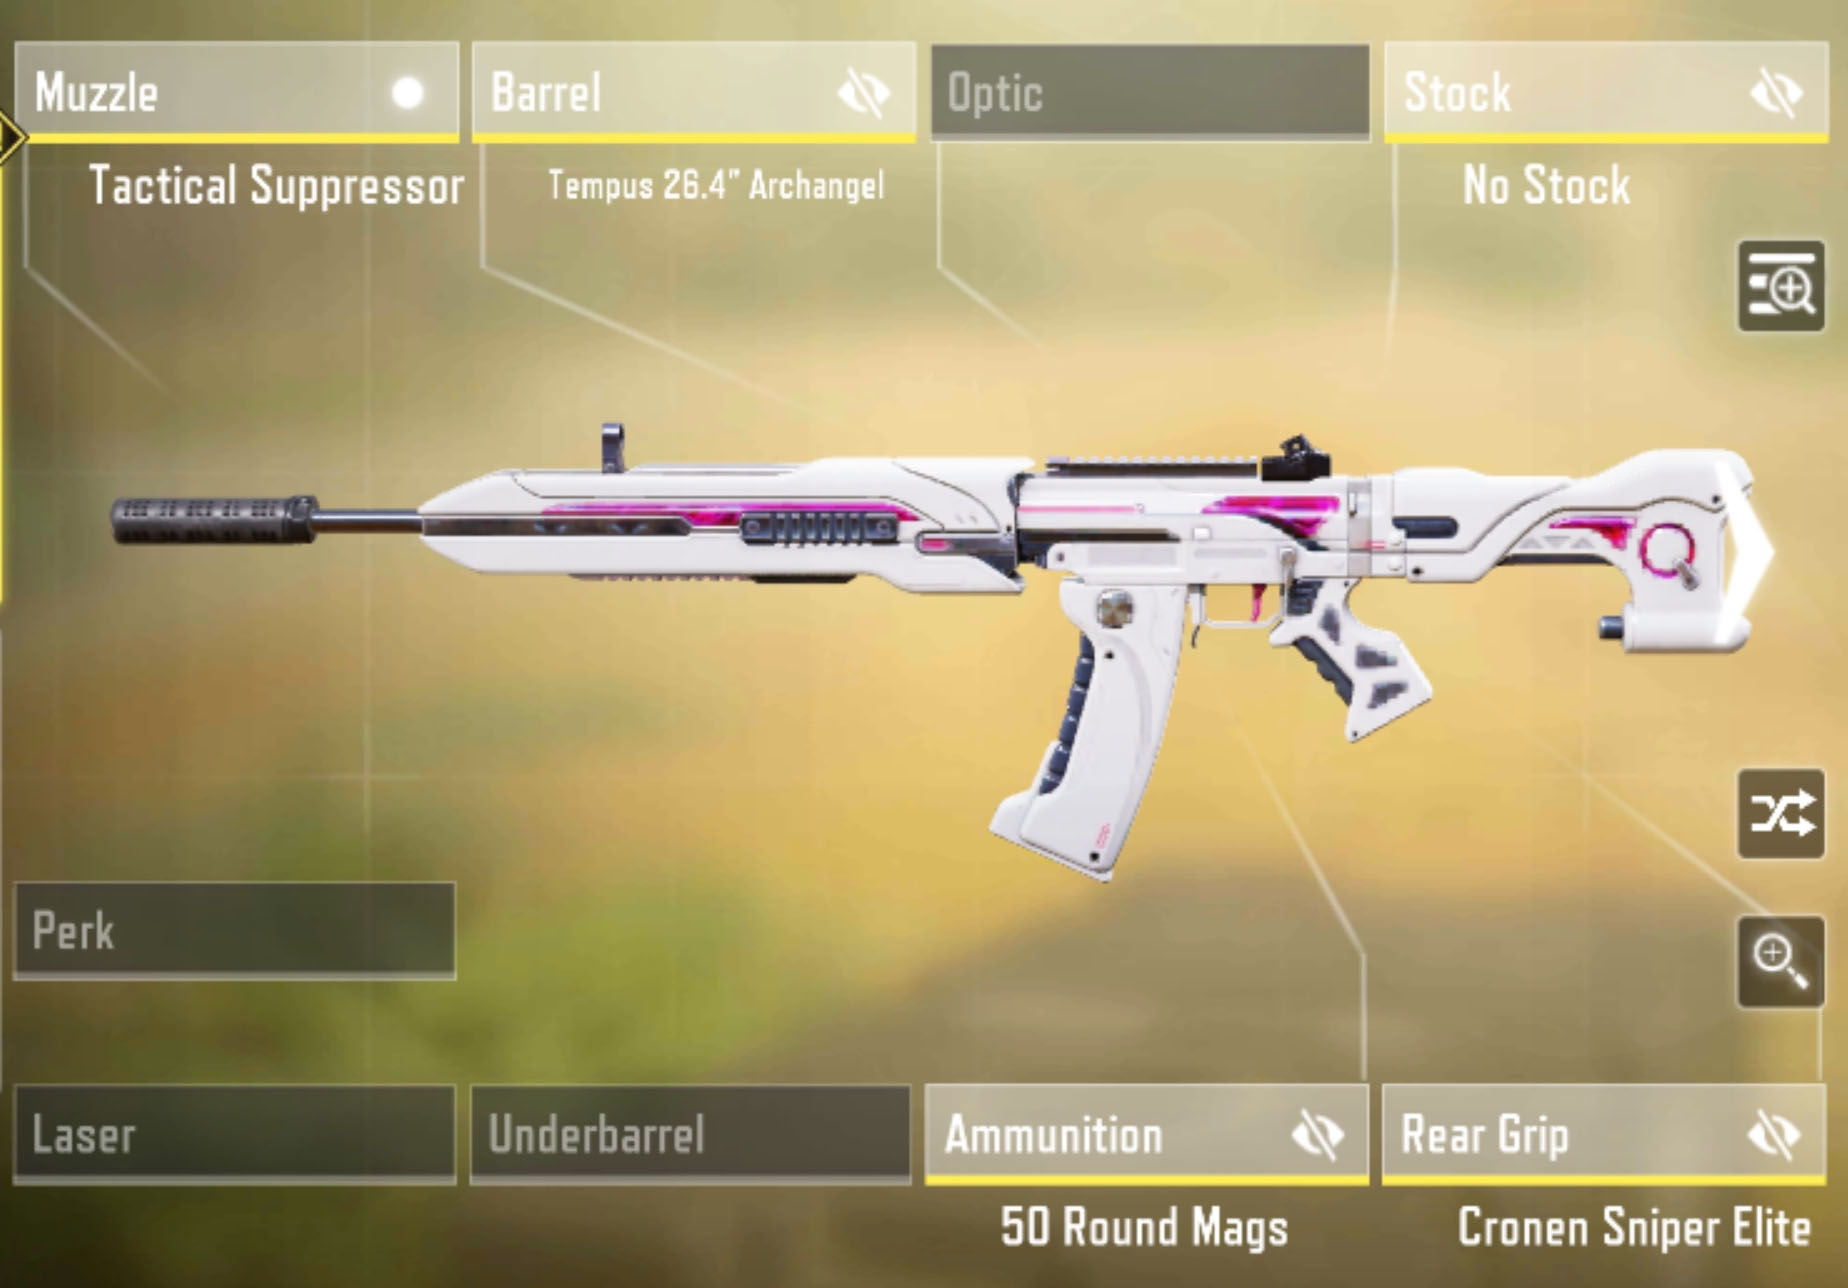 Muzzle
Barrel
Optic
Stock
Tactical Suppressor
Tempus 26.4" Archangel
No Stock
Perk
Laser
Underbarrel
Ammunition
Rear Grip
50 Round Mags
Cronen Sniper Elite